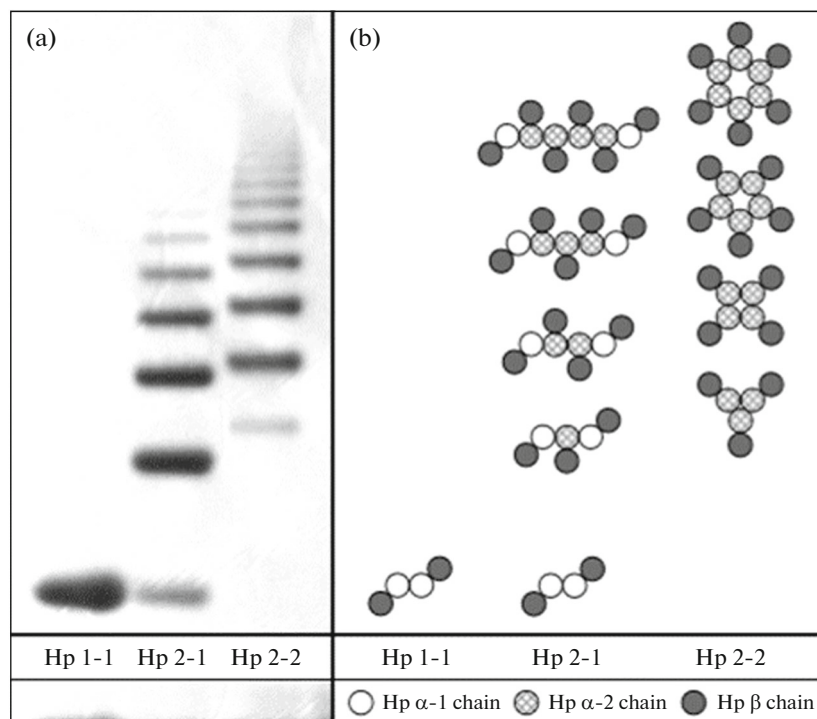 (a)
(b)
Hp 1-1 Hp 2-1 Hp 2-2 Hp 1-1 Hp 2-1 Hp 2-2
Hp α-1 chain Hp α-2 chain Hp β chain